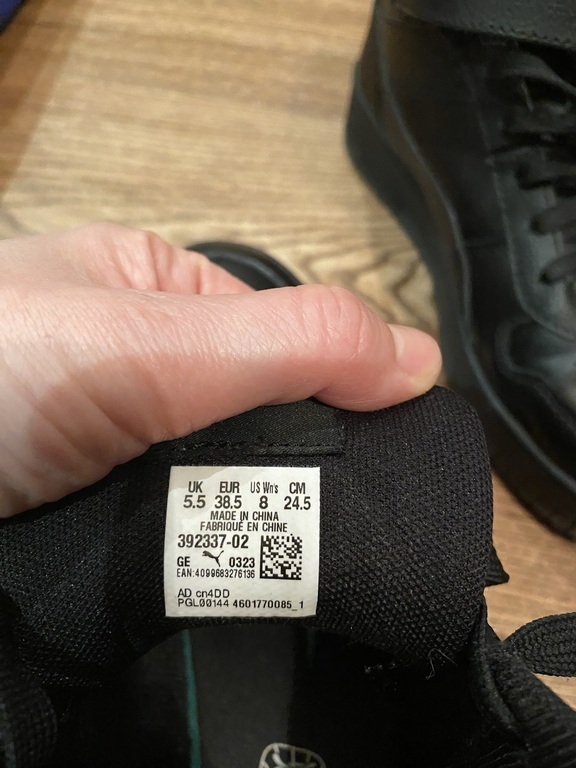 UK EUR US Wn's CM
5.5 38.5 8 24.5
MADE IN CHINA
FABRIQUÉ EN CHINE
392337-02
GE 0323
EAN:4099683276136
AD cn4DD
PGL00144 4601770085_1